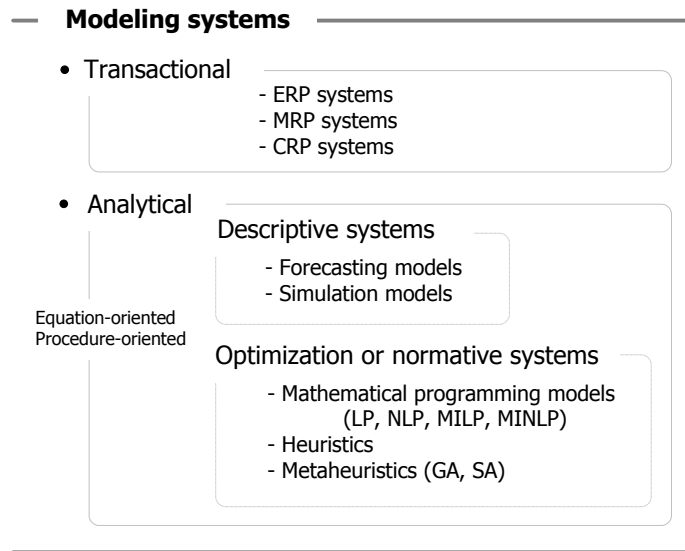 Modeling systems
• Transactional
- ERP systems
- MRP systems
- CRP systems
• Analytical
Descriptive systems
- Forecasting models
- Simulation models
Equation-oriented
Procedure-oriented
Optimization or normative systems
- Mathematical programming models
(LP, NLP, MILP, MINLP)
- Heuristics
- Metaheuristics (GA, SA)